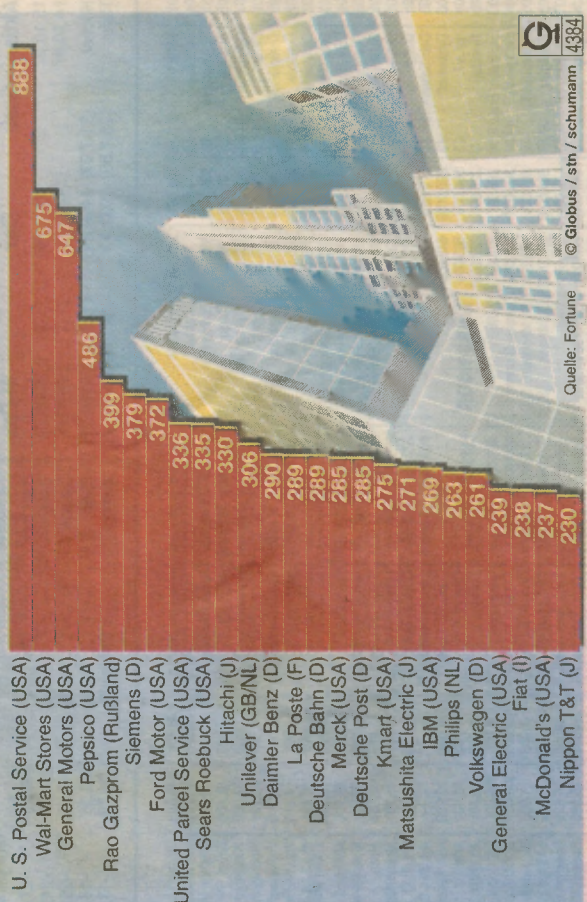 U. S. Postal Service (USA) 888
Wal-Mart Stores (USA) 675
General Motors (USA) 647
Pepsico (USA) 486
Rao Gazprom (Rußland) 399
Siemens (D) 379
Ford Motor (USA) 372
United Parcel Service (USA) 336
Sears Roebuck (USA) 335
Hitachi (J) 330
Unilever (GB/NL) 306
Daimler Benz (D) 290
La Poste (F) 289
Deutsche Bahn (D) 289
Merck (USA) 285
Deutsche Post (D) 285
Kmart (USA) 275
Matsushita Electric (J) 271
IBM (USA) 269
Philips (NL) 263
Volkswagen (D) 261
General Electric (USA) 239
Fiat (I) 238
McDonald's (USA) 237
Nippon T&T (J) 230
Quelle: Fortune © Globus / stn / schumann
G
4384